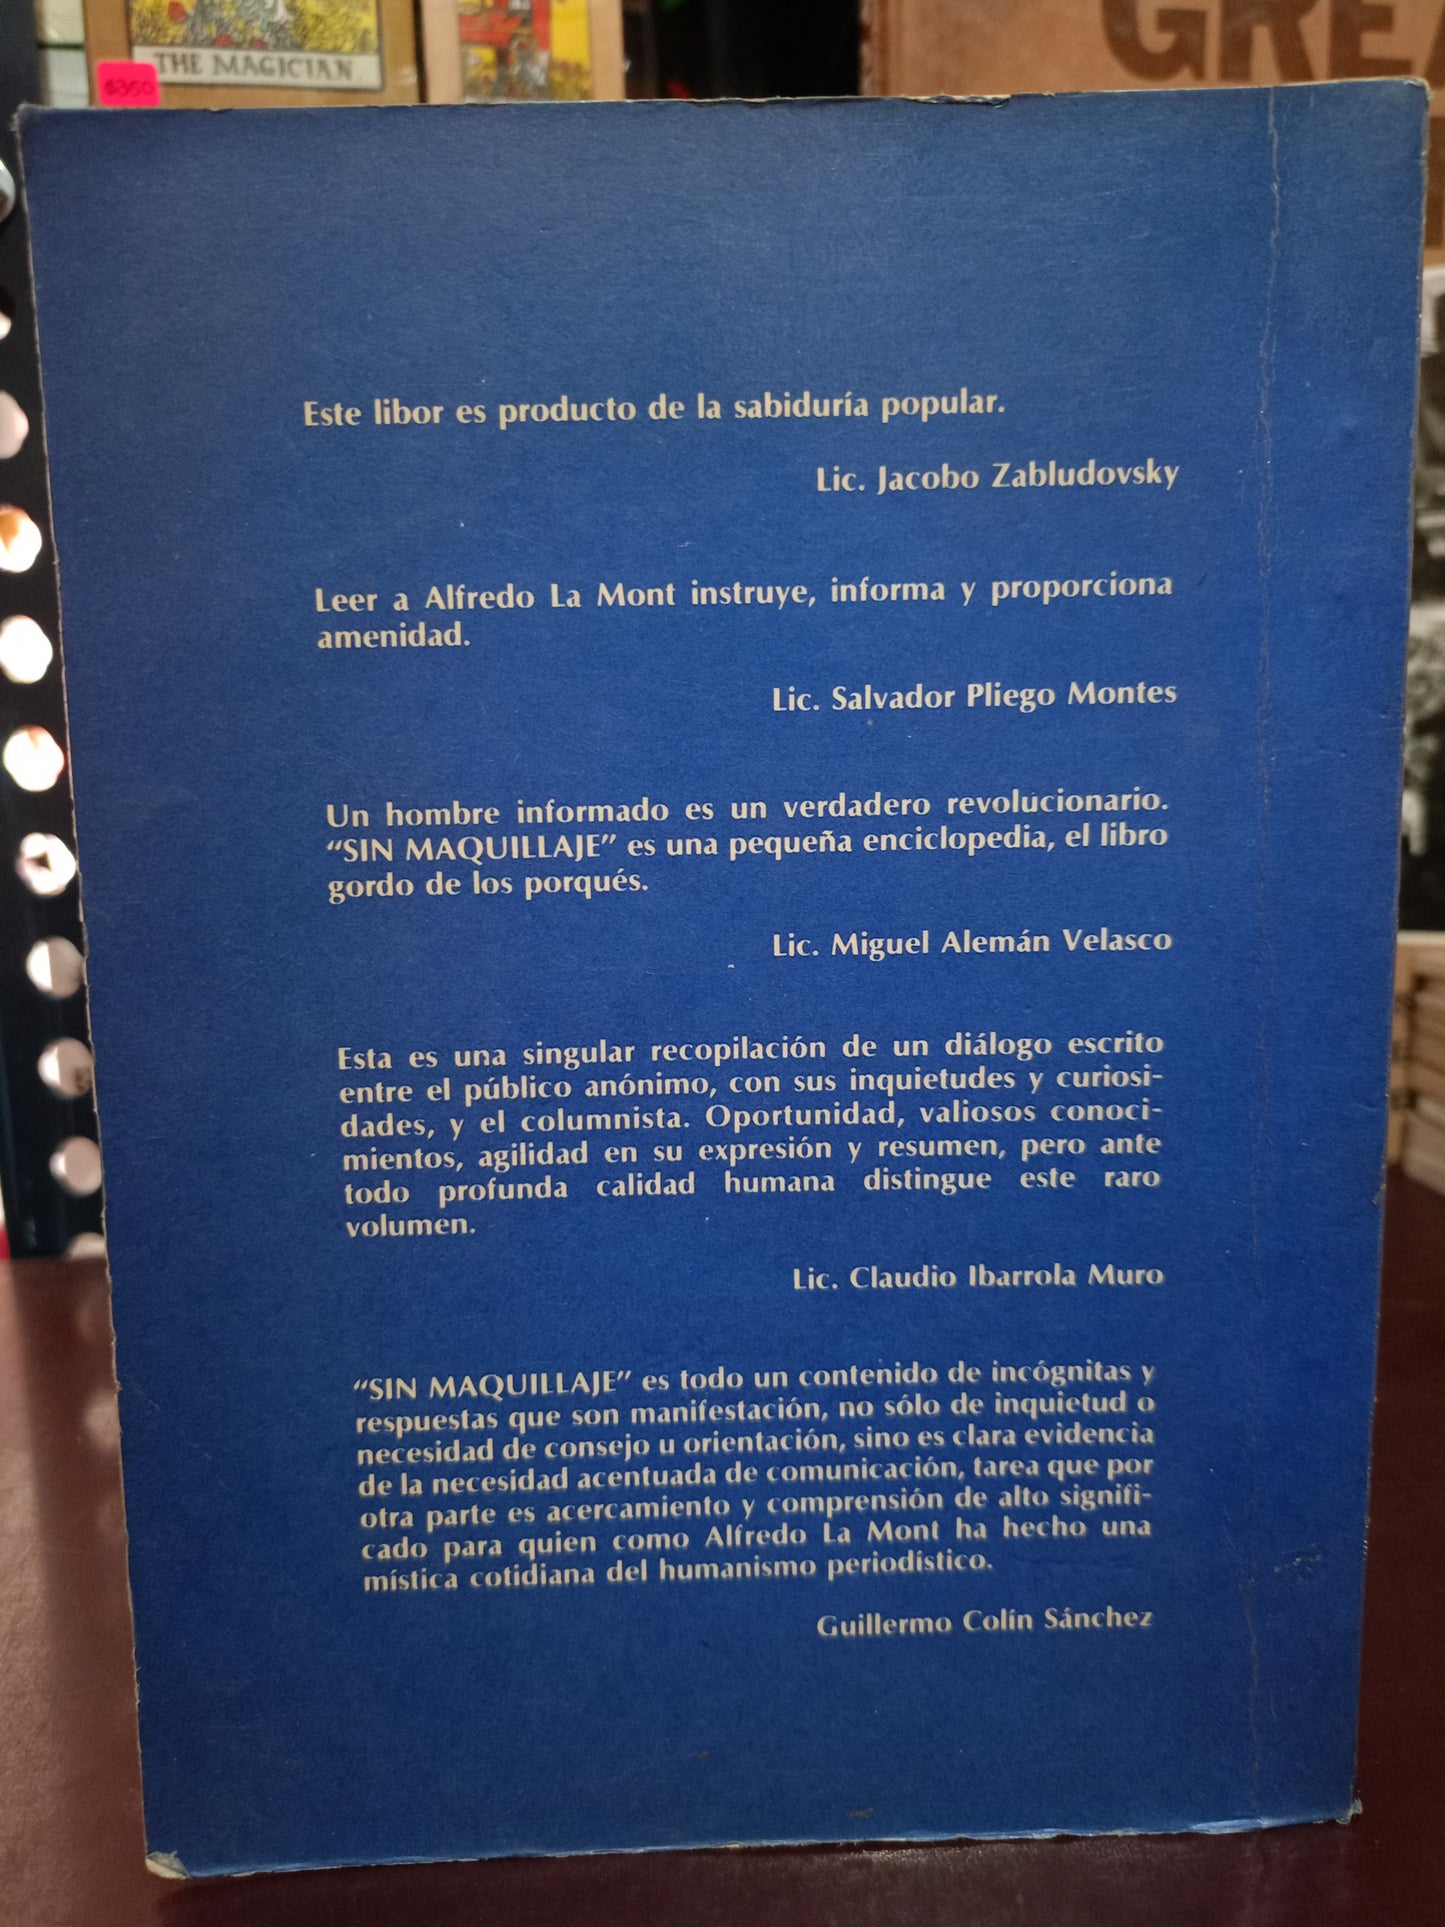 THE MAGICIAN
$350
GREA
Este libor es producto de la sabiduría popular.
Lic. Jacobo Zabludovsky
Leer a Alfredo La Mont instruye, informa y proporciona
amenidad.
Lic. Salvador Pliego Montes
Un hombre informado es un verdadero revolucionario.
“SIN MAQUILLAJE” es una pequeña enciclopedia, el libro
gordo de los porqués.
Lic. Miguel Alemán Velasco
Esta es una singular recopilación de un diálogo escrito
entre el público anónimo, con sus inquietudes y curiosi-
dades, y el columnista. Oportunidad, valiosos conoci-
mientos, agilidad en su expresión y resumen, pero ante
todo profunda calidad humana distingue este raro
volumen.
Lic. Claudio Ibarrola Muro
“SIN MAQUILLAJE” es todo un contenido de incógnitas y
respuestas que son manifestación, no sólo de inquietud o
necesidad de consejo u orientación, sino es clara evidencia
de la necesidad acentuada de comunicación, tarea que por
otra parte es acercamiento y comprensión de alto signifi-
cado para quien como Alfredo La Mont ha hecho una
mística cotidiana del humanismo periodístico.
Guillermo Colín Sánchez